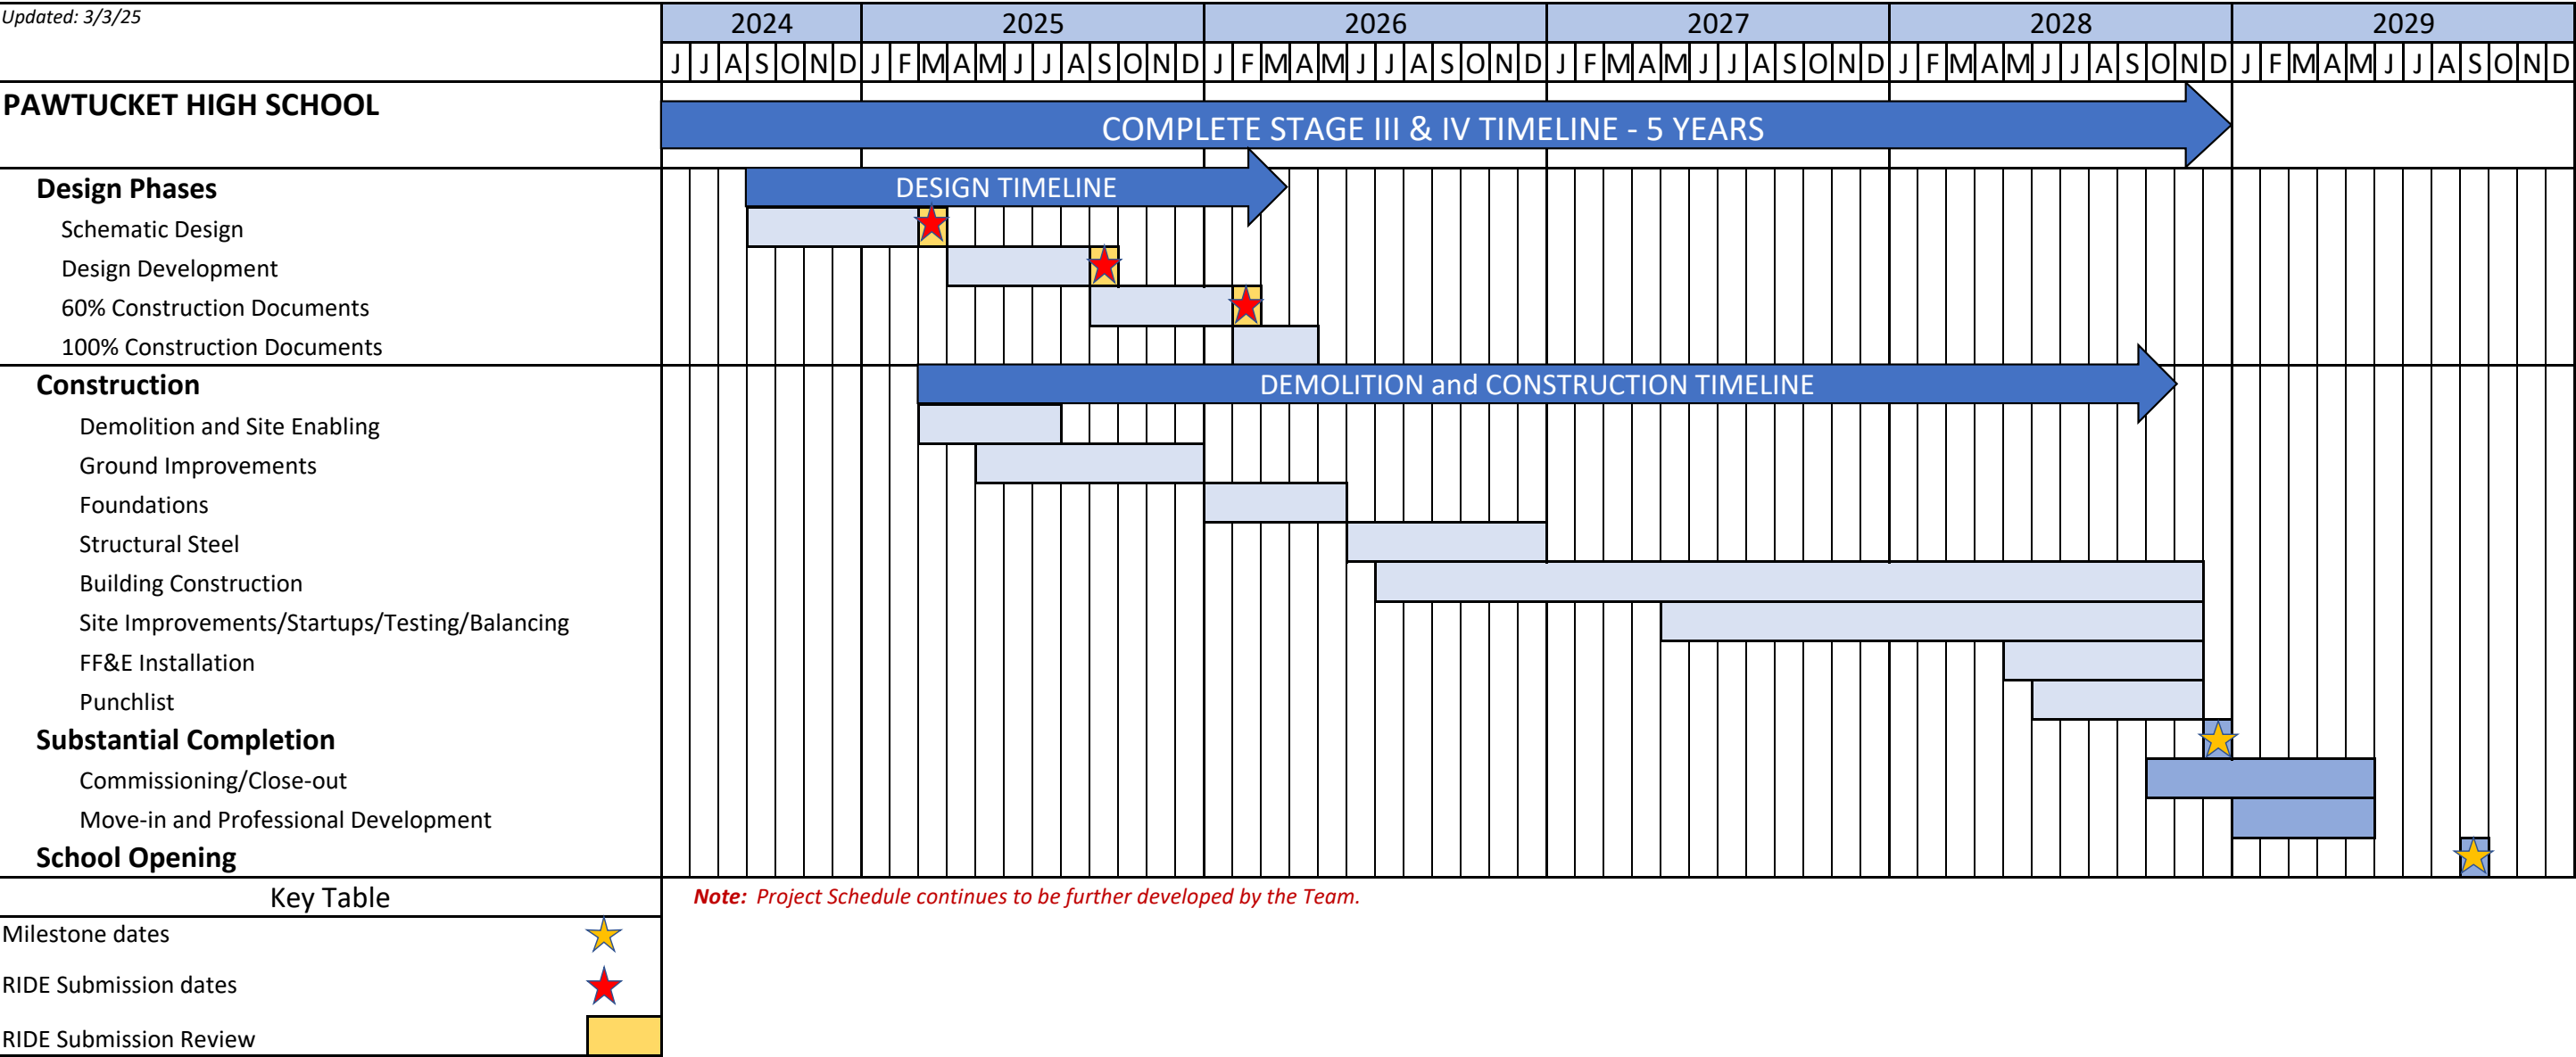 Updated: 3/3/25
2024 2025 2026 2027 2028 2029
J J A S O N D J F M A M J J A S O N D J F M A M J J A S O N D J F M A M J J A S O N D J F M A M J J A S O N D J F M A M J J A S O N D
PAWTUCKET HIGH SCHOOL
COMPLETE STAGE III & IV TIMELINE - 5 YEARS
Design Phases
DESIGN TIMELINE
Schematic Design
Design Development
60% Construction Documents
100% Construction Documents
Construction
DEMOLITION and CONSTRUCTION TIMELINE
Demolition and Site Enabling
Ground Improvements
Foundations
Structural Steel
Building Construction
Site Improvements/Startups/Testing/Balancing
FF&E Installation
Punchlist
Substantial Completion
Commissioning/Close-out
Move-in and Professional Development
School Opening
Key Table
Note: Project Schedule continues to be further developed by the Team.
Milestone dates
RIDE Submission dates
RIDE Submission Review